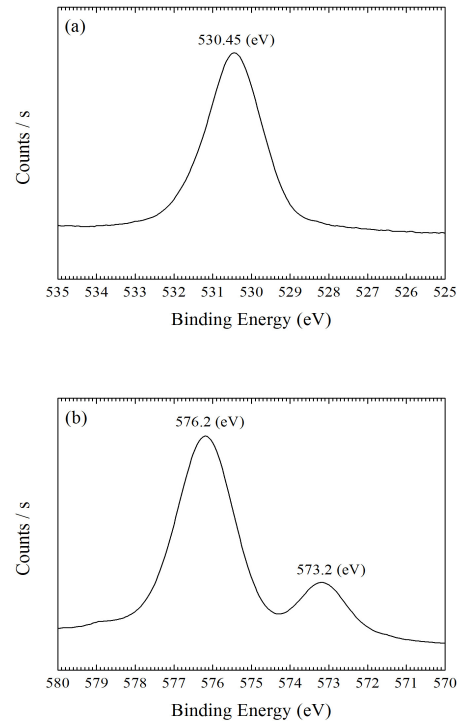 (a)
530.45 (eV)
Counts / s
535 534 533 532 531 530 529 528 527 526 525
Binding Energy (eV)
(b)
576.2 (eV)
573.2 (eV)
Counts / s
580 579 578 577 576 575 574 573 572 571 570
Binding Energy (eV)